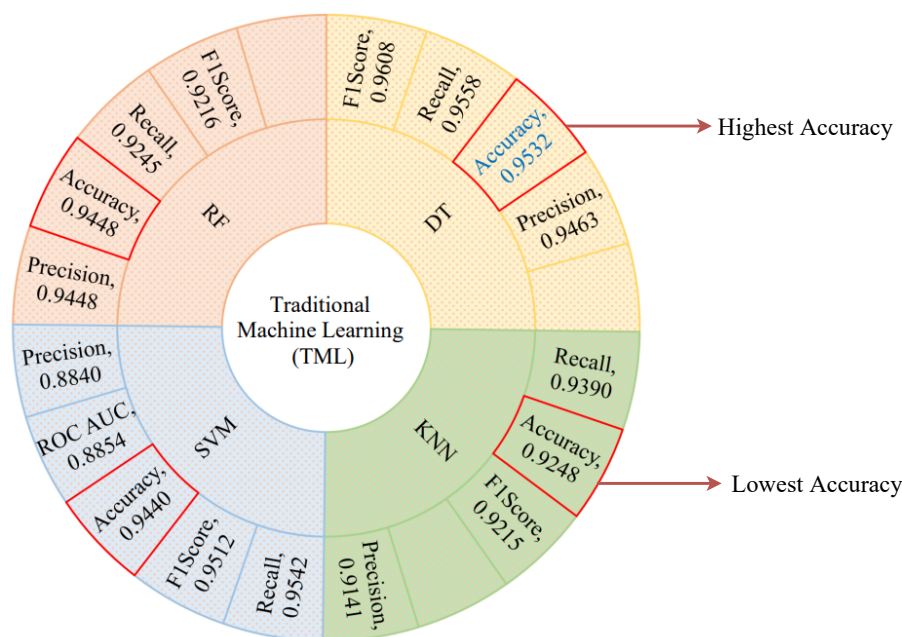 F1Score,
0.9608
Recall,
0.9558
Accuracy,
0.9532
Precision,
0.9463
DT
Highest Accuracy
Recall,
0.9390
Accuracy,
0.9248
F1Score,
0.9215
Precision,
0.9141
KNN
Lowest Accuracy
Recall,
0.9542
F1Score,
0.9512
Accuracy,
0.9440
ROC AUC,
0.8854
Precision,
0.8840
SVM
Precision,
0.9448
Accuracy,
0.9448
Recall,
0.9245
F1Score,
0.9216
RF
Traditional
Machine Learning
(TML)